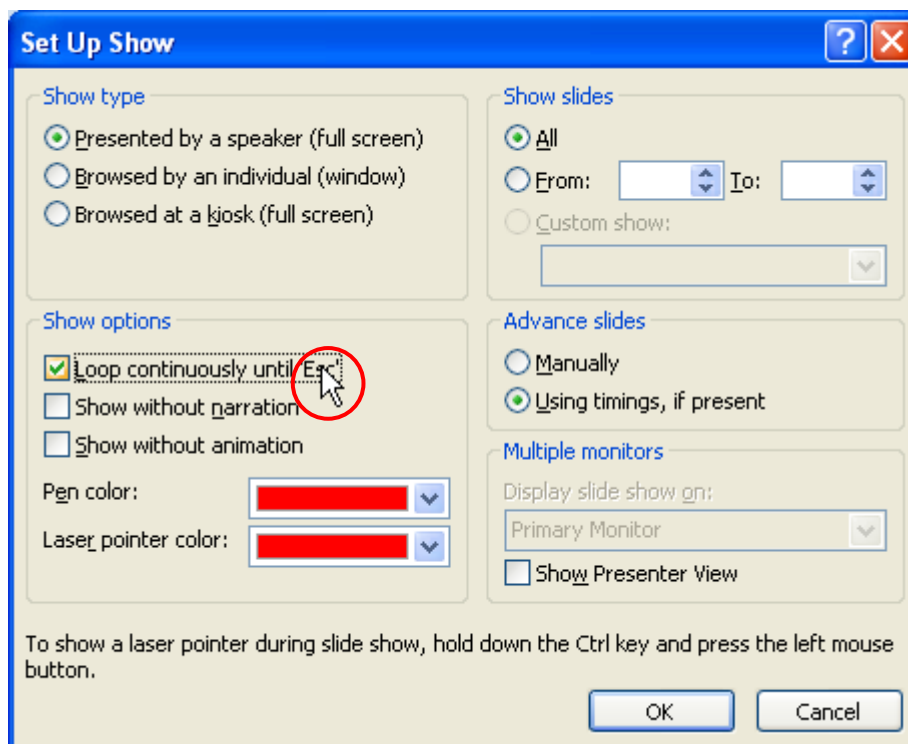 Set Up Show
Show type
Presented by a speaker (full screen)
Browsed by an individual (window)
Browsed at a kiosk (full screen)
Show slides
All
From: To:
Custom show:
Show options
Loop continuously until 'Esc'
Show without narration
Show without animation
Pen color:
Laser pointer color:
Advance slides
Manually
Using timings, if present
Multiple monitors
Display slide show on:
Primary Monitor
Show Presenter View
To show a laser pointer during slide show, hold down the Ctrl key and press the left mouse
button.
OK Cancel